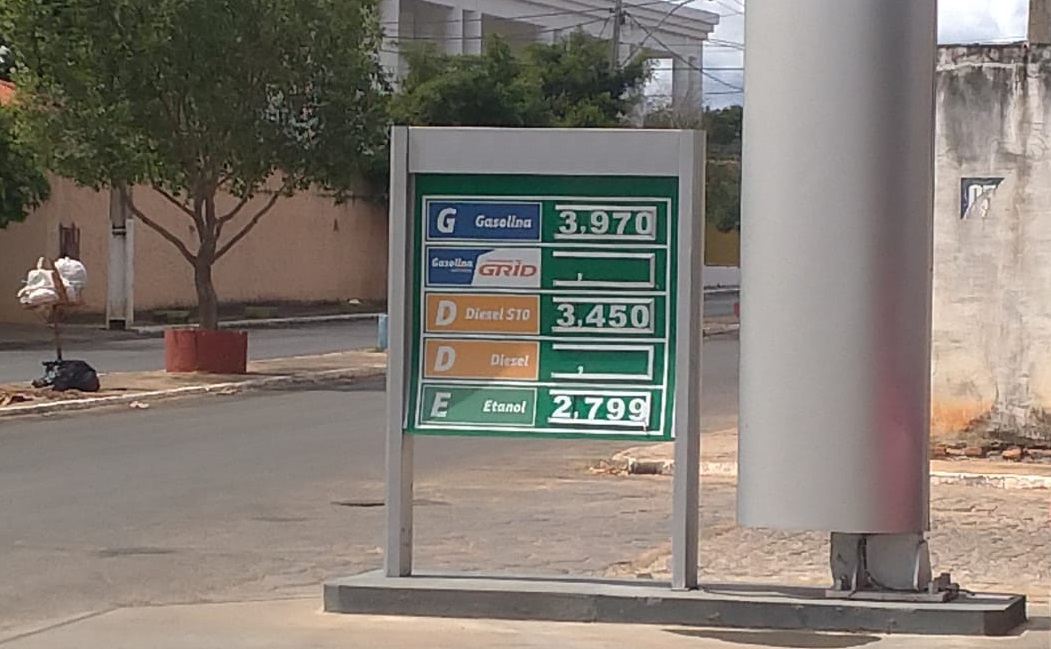 G Gasolina 3,970
Gasolina GRID ,
D Diesel S10 3,450
D Diesel ,
E Etanol 2,799